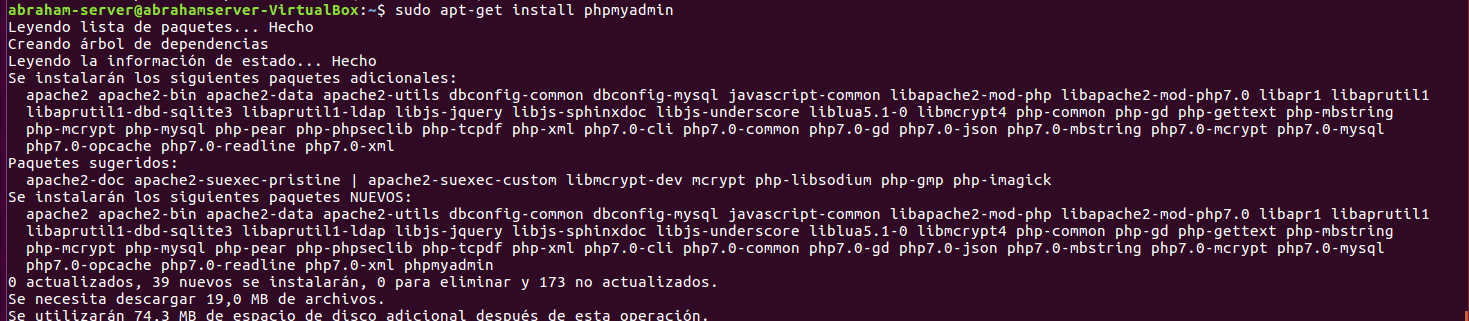 abraham-server@abrahamserver-VirtualBox:~$ sudo apt-get install phpmyadmin
Leyendo lista de paquetes... Hecho
Creando árbol de dependencias
Leyendo la información de estado... Hecho
Se instalarán los siguientes paquetes adicionales:
  apache2 apache2-bin apache2-data apache2-utils dbconfig-common dbconfig-mysql javascript-common libapache2-mod-php libapache2-mod-php7.0 libapr1 libaprutil1
  libaprutil1-dbd-sqlite3 libaprutil1-ldap libjs-jquery libjs-sphinxdoc libjs-underscore liblua5.1-0 libmcrypt4 php-common php-gd php-gettext php-mbstring
  php-mcrypt php-mysql php-pear php-phpseclib php-tcpdf php-xml php7.0-cli php7.0-common php7.0-gd php7.0-json php7.0-mbstring php7.0-mcrypt php7.0-mysql
  php7.0-opcache php7.0-readline php7.0-xml
Paquetes sugeridos:
  apache2-doc apache2-suexec-pristine | apache2-suexec-custom libmcrypt-dev mcrypt php-libsodium php-gmp php-imagick
Se instalarán los siguientes paquetes NUEVOS:
  apache2 apache2-bin apache2-data apache2-utils dbconfig-common dbconfig-mysql javascript-common libapache2-mod-php libapache2-mod-php7.0 libapr1 libaprutil1
  libaprutil1-dbd-sqlite3 libaprutil1-ldap libjs-jquery libjs-sphinxdoc libjs-underscore liblua5.1-0 libmcrypt4 php-common php-gd php-gettext php-mbstring
  php-mcrypt php-mysql php-pear php-phpseclib php-tcpdf php-xml php7.0-cli php7.0-common php7.0-gd php7.0-json php7.0-mbstring php7.0-mcrypt php7.0-mysql
  php7.0-opcache php7.0-readline php7.0-xml phpmyadmin
0 actualizados, 39 nuevos se instalarán, 0 para eliminar y 173 no actualizados.
Se necesita descargar 19,0 MB de archivos.
Se utilizarán 74,3 MB de espacio de disco adicional después de esta operación.